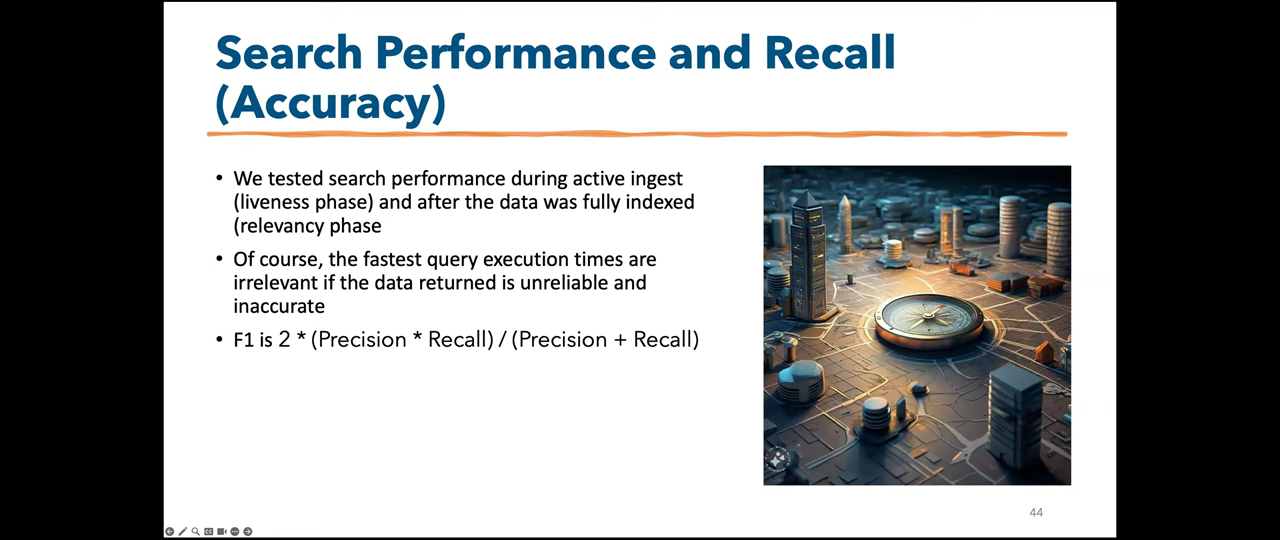 Search Performance and Recall
(Accuracy)
• We tested search performance during active ingest
(liveness phase) and after the data was fully indexed
(relevancy phase
• Of course, the fastest query execution times are
irrelevant if the data returned is unreliable and
inaccurate
• F1 is 2 * (Precision * Recall) / (Precision + Recall)
44